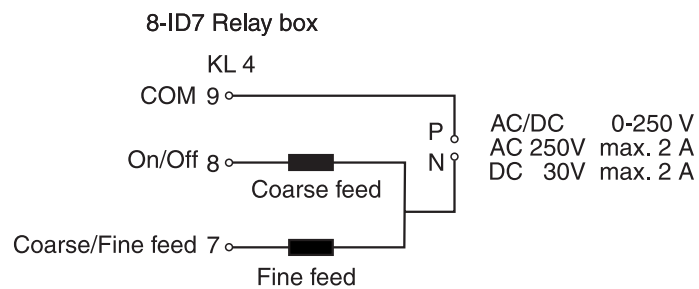 8-ID7 Relay box
KL 4
COM 9
P AC/DC 0-250 V
AC 250V max. 2 A
On/Off 8 N DC 30V max. 2 A
Coarse feed
Coarse/Fine feed 7
Fine feed